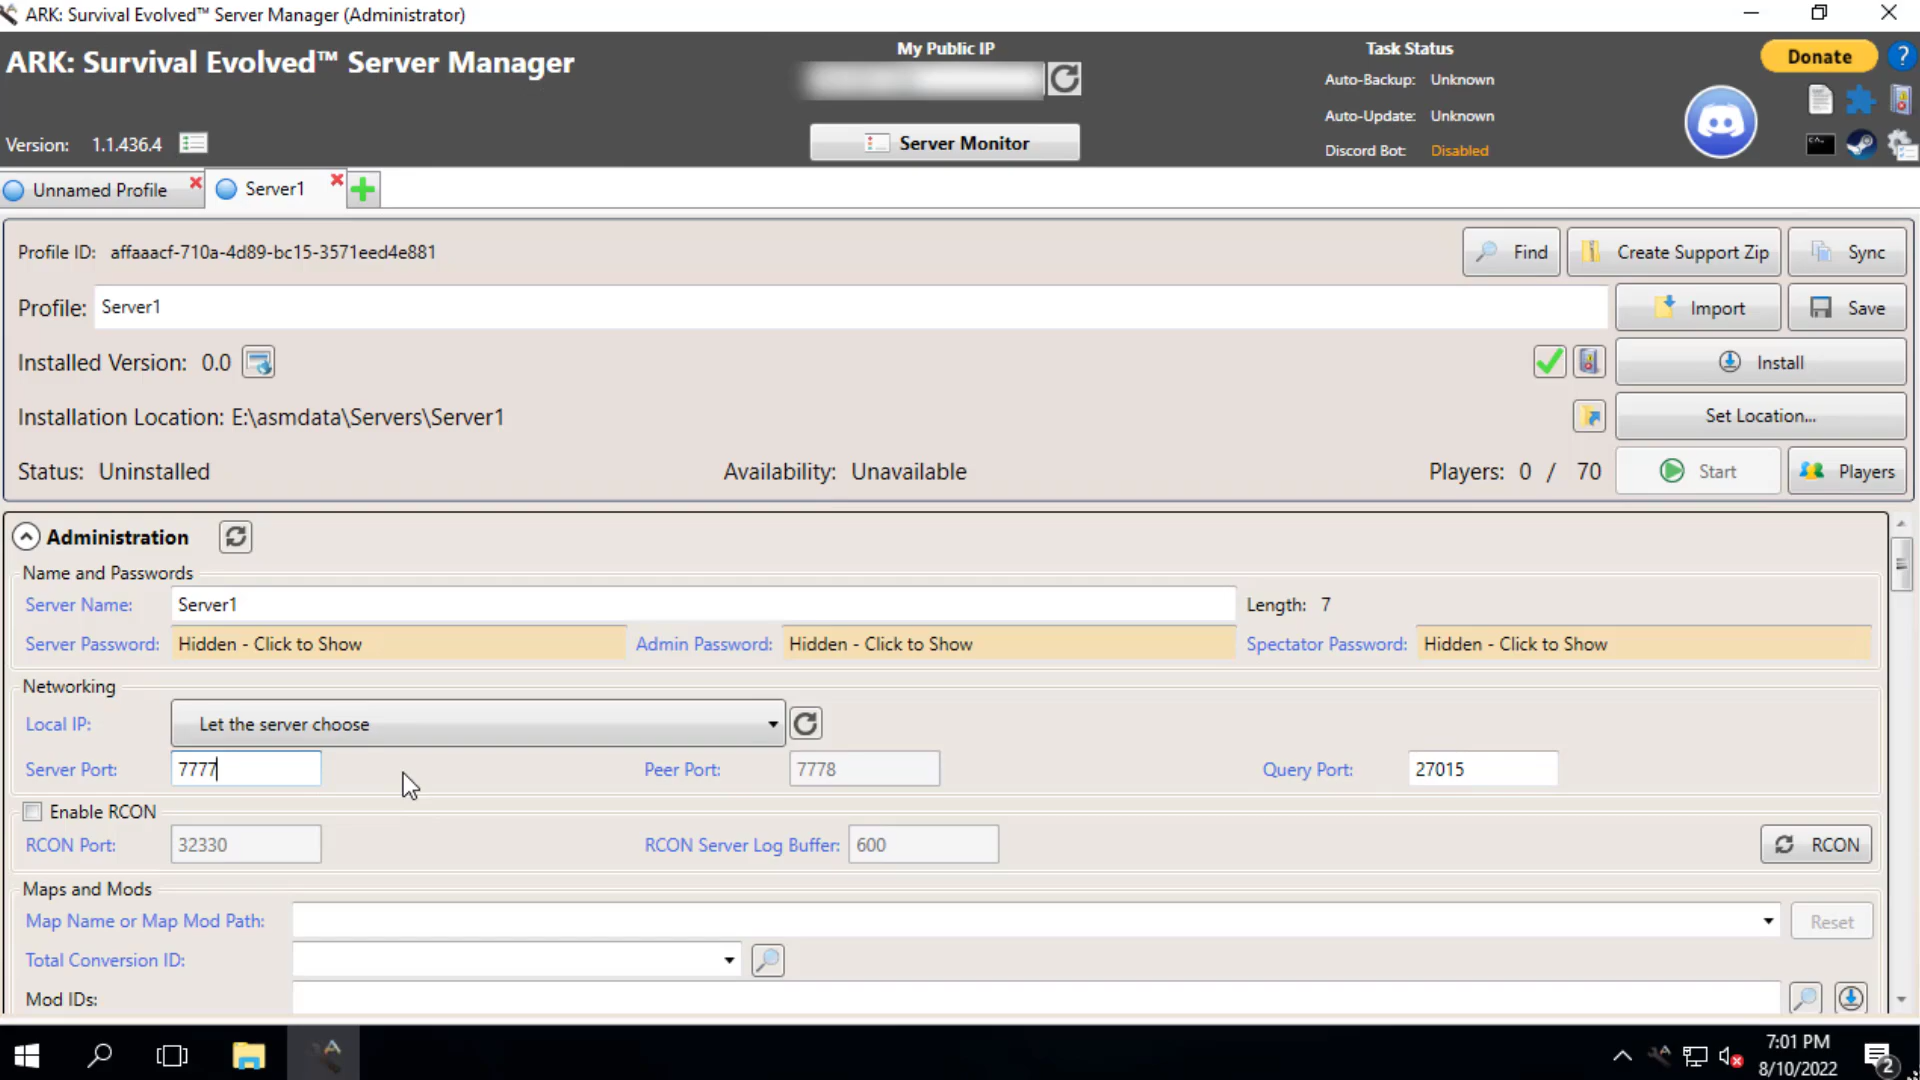 ARK: Survival Evolved™ Server Manager (Administrator)
ARK: Survival Evolved™ Server Manager
My Public IP
Task Status
Donate
?
Auto-Backup: Unknown
Auto-Update: Unknown
Version: 1.1.436.4
Server Monitor
Discord Bot: Disabled
Unnamed Profile
Server1
Profile ID: affaaacf-710a-4d89-bc15-3571eed4e881
Find
Create Support Zip
Sync
Profile: Server1
Import
Save
Installed Version: 0.0
Install
Installation Location: E:\asmdata\Servers\Server1
Set Location...
Status: Uninstalled
Availability: Unavailable
Players: 0 / 70
Start
Players
Administration
Name and Passwords
Server Name: Server1
Length: 7
Server Password: Hidden - Click to Show
Admin Password: Hidden - Click to Show
Spectator Password: Hidden - Click to Show
Networking
Local IP: Let the server choose
Server Port: 7777
Peer Port: 7778
Query Port: 27015
Enable RCON
RCON Port: 32330
RCON Server Log Buffer: 600
RCON
Maps and Mods
Map Name or Map Mod Path:
Reset
Total Conversion ID:
Mod IDs:
7:01 PM
8/10/2022
2